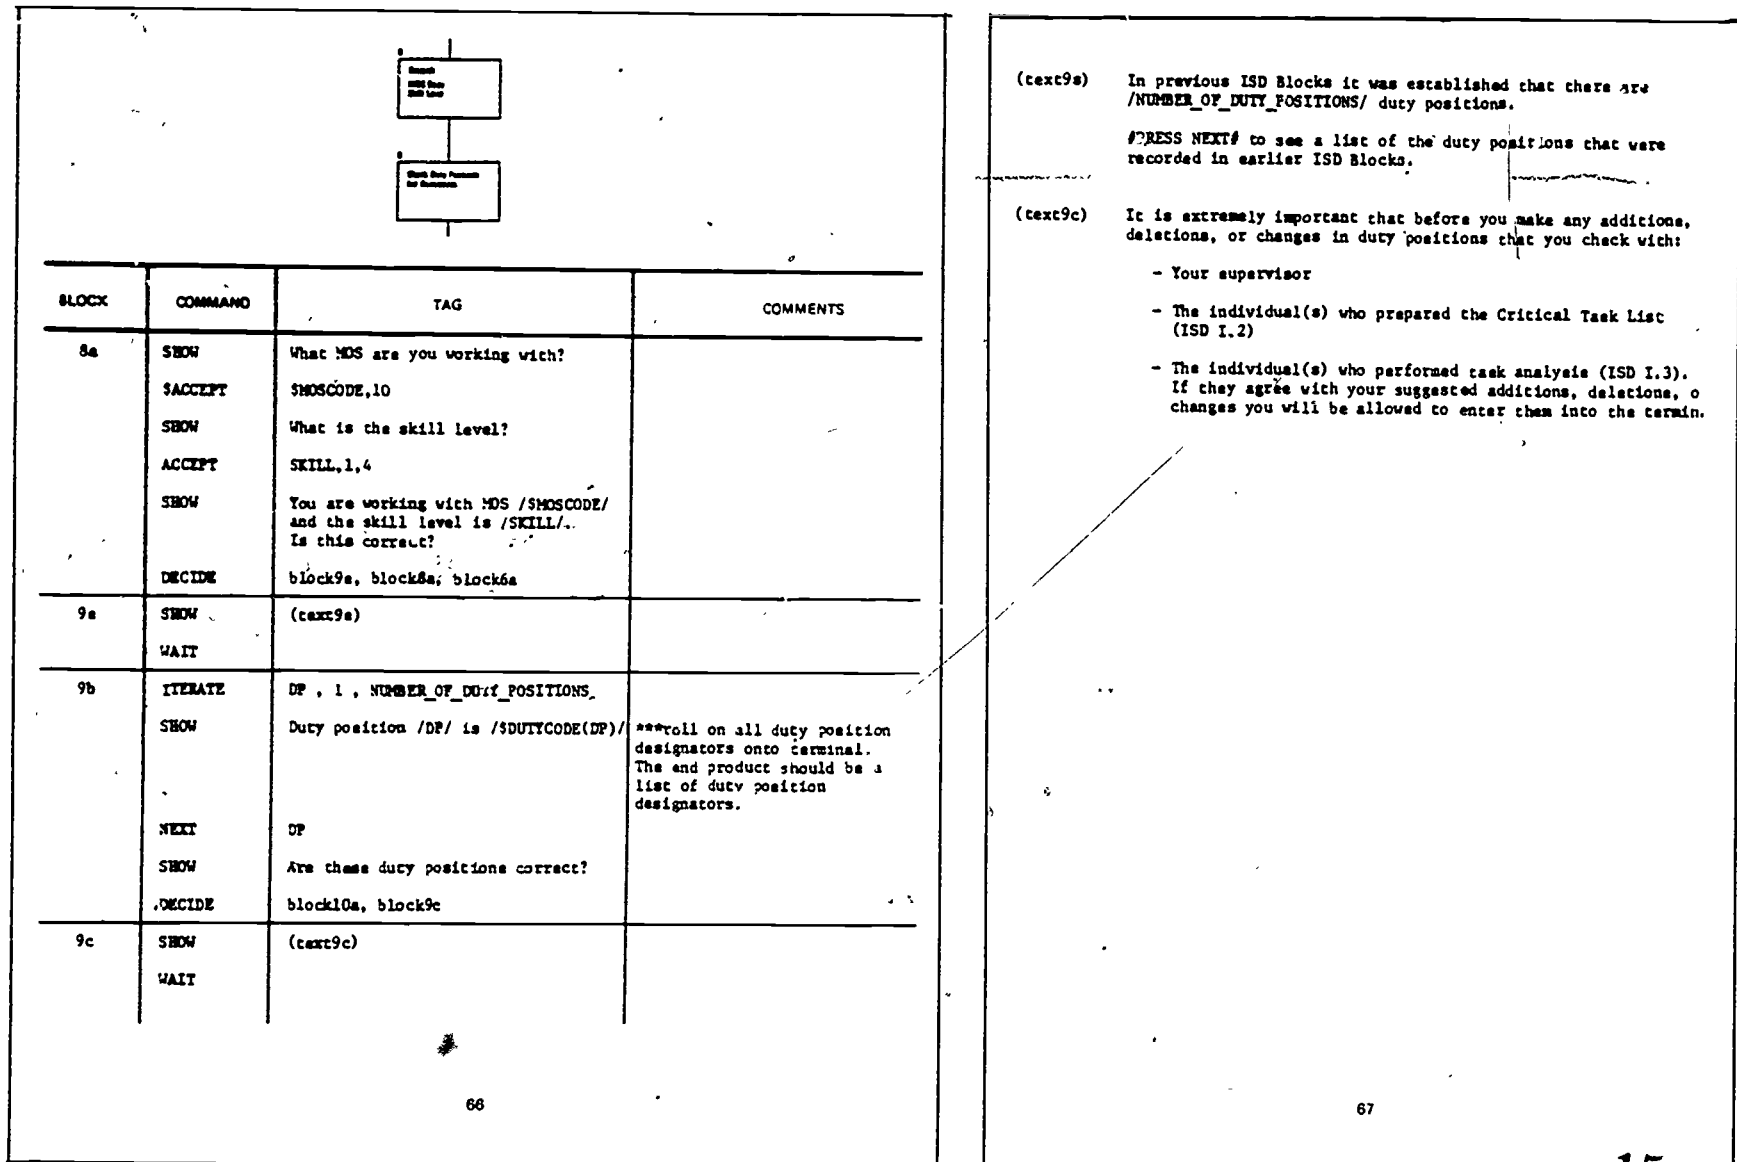 8
9
BLOCK COMMAND TAG COMMENTS
8a SHOW What MOS are you working with?
$ACCEPT $MOSCODE,10
SHOW What is the skill level?
ACCEPT SKILL,1,4
SHOW You are working with MOS /$MOSCODE/
and the skill level is /SKILL/.
Is this correct?
DECIDE block9a, block8a, block6a
9a SHOW (text9a)
WAIT
9b ITERATE DP , 1 , NUMBER_OF_DUTY_POSITIONS
SHOW Duty position /DP/ is /$DUTYCODE(DP)/ ***roll on all duty position
designators onto terminal.
The end product should be a
list of duty position
designators.
NEXT DP
SHOW Are these duty positions correct?
DECIDE block10a, block9c
9c SHOW (text9c)
WAIT
66
(text9a) In previous ISD Blocks it was established that there are
/NUMBER_OF_DUTY_POSITIONS/ duty positions.
#PRESS NEXT# to see a list of the duty positions that were
recorded in earlier ISD Blocks.
(text9c) It is extremely important that before you make any additions,
deletions, or changes in duty positions that you check with:
- Your supervisor
- The individual(s) who prepared the Critical Task List
(ISD I.2)
- The individual(s) who performed task analysis (ISD I.3).
If they agree with your suggested additions, deletions, o
changes you will be allowed to enter them into the termin.
67